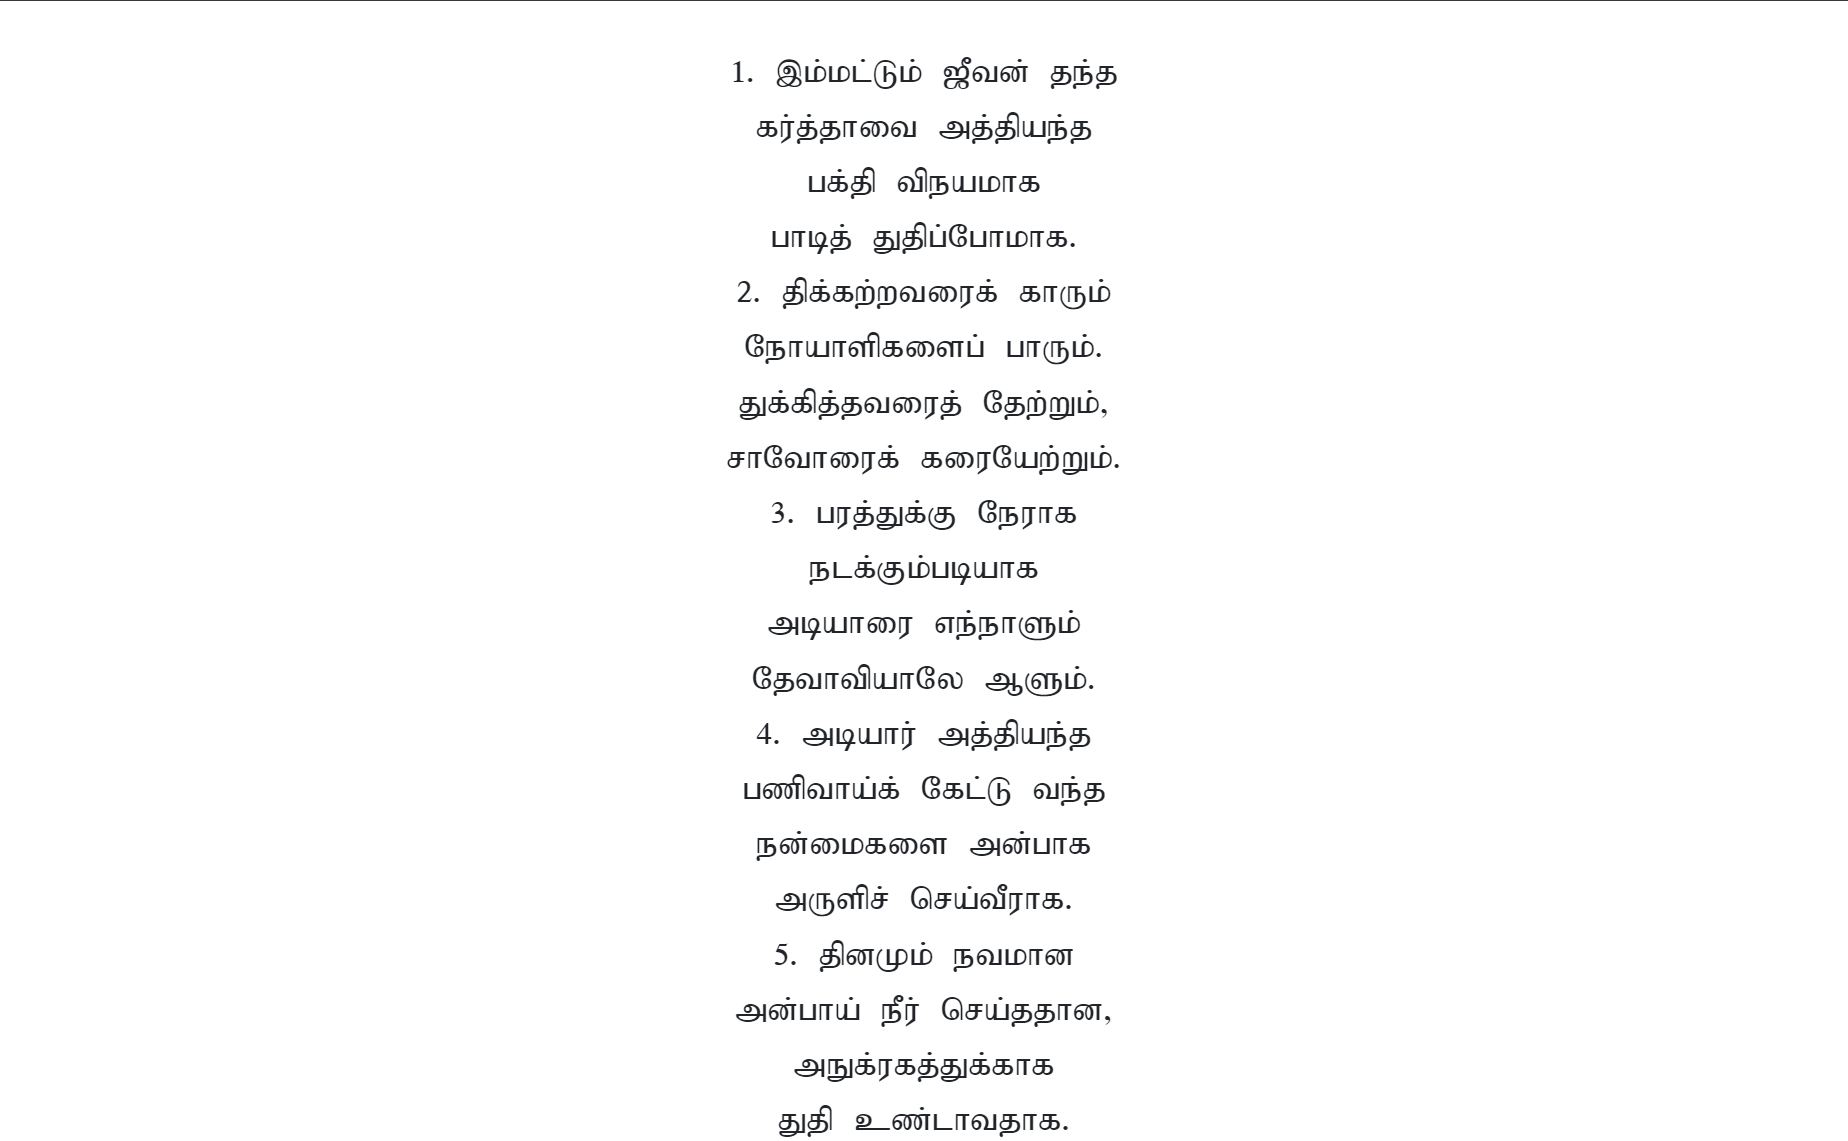 1. இம்மட்டும் ஜீவன் தந்த
கர்த்தாவை அத்தியந்த
பக்தி விநயமாக
பாடித் துதிப்போமாக.
2. திக்கற்றவரைக் காரும்
நோயாளிகளைப் பாரும்.
துக்கித்தவரைத் தேற்றும்,
சாவோரைக் கரையேற்றும்.
3. பரத்துக்கு நேராக
நடக்கும்படியாக
அடியாரை எந்நாளும்
தேவாவியாலே ஆளும்.
4. அடியார் அத்தியந்த
பணிவாய்க் கேட்டு வந்த
நன்மைகளை அன்பாக
அருளிச் செய்வீராக.
5. தினமும் நவமான
அன்பாய் நீர் செய்ததான,
அநுக்ரகத்துக்காக
துதி உண்டாவதாக.